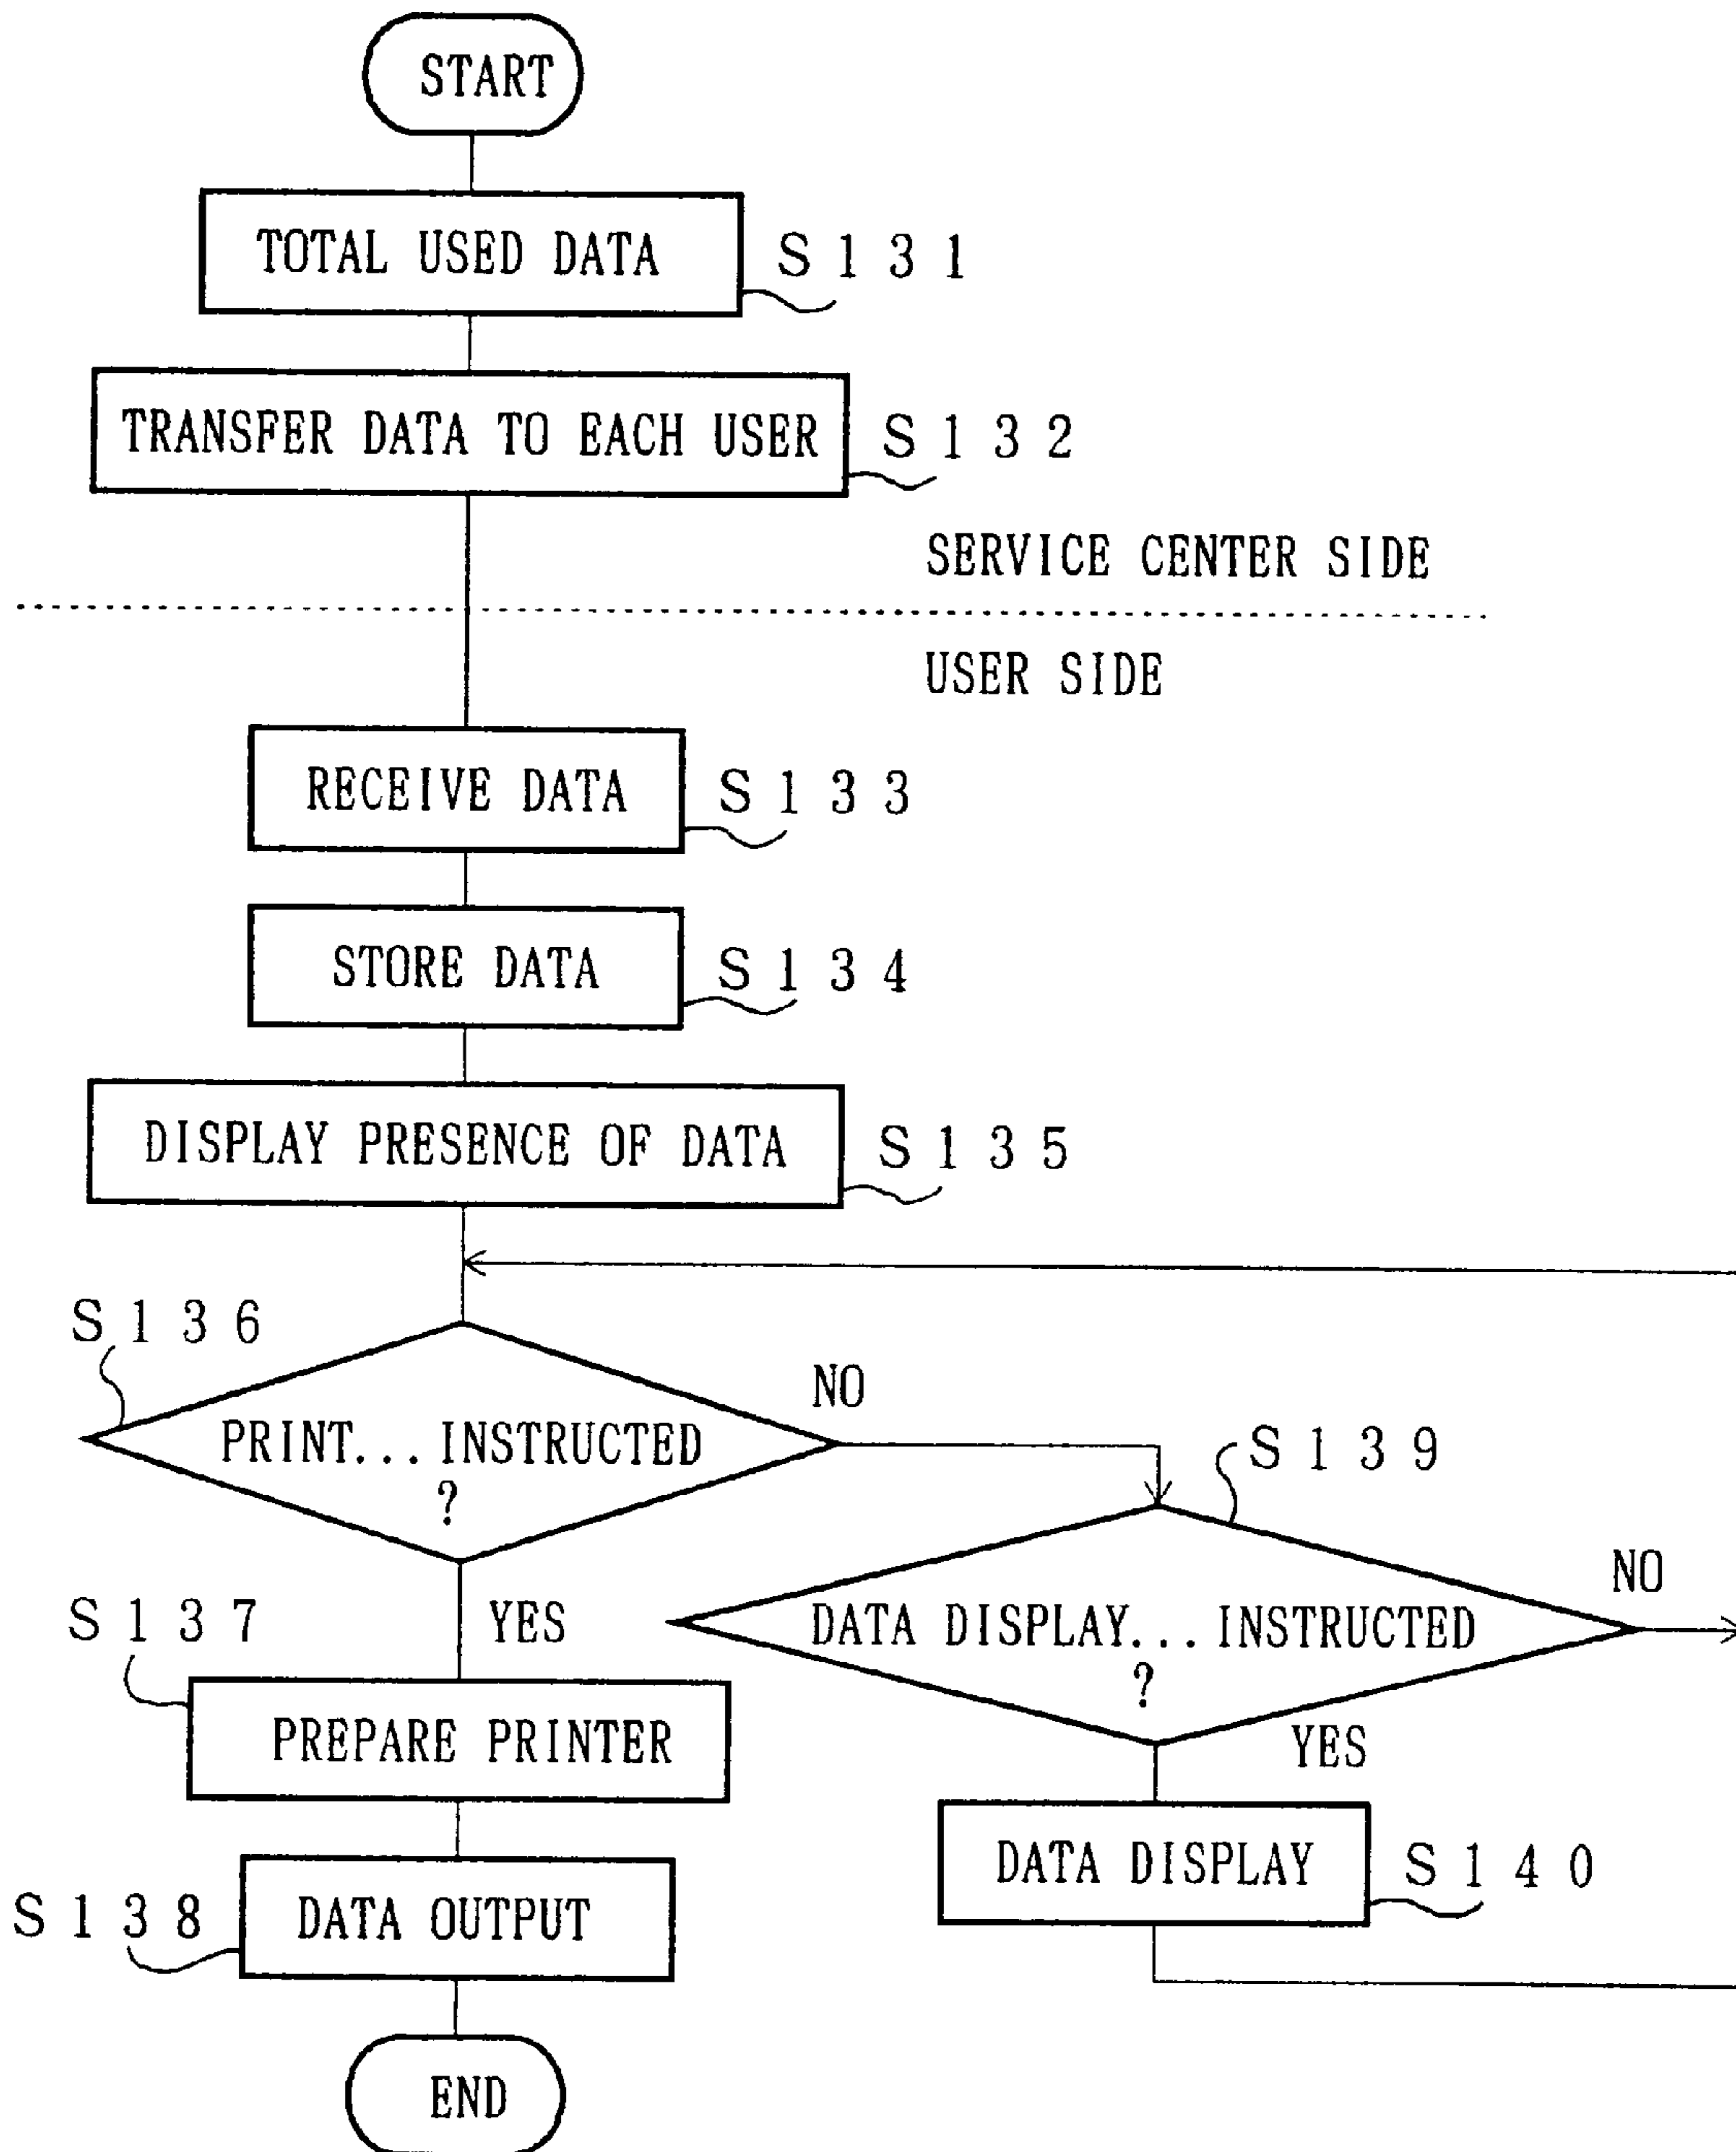 START
TOTAL USED DATA
S131
TRANSFER DATA TO EACH USER
S132
SERVICE CENTER SIDE
USER SIDE
RECEIVE DATA
S133
STORE DATA
S134
DISPLAY PRESENCE OF DATA
S135
S136
PRINT... INSTRUCTED
?
NO
YES
S139
DATA DISPLAY... INSTRUCTED
?
NO
YES
S137
PREPARE PRINTER
DATA DISPLAY
S140
S138
DATA OUTPUT
END